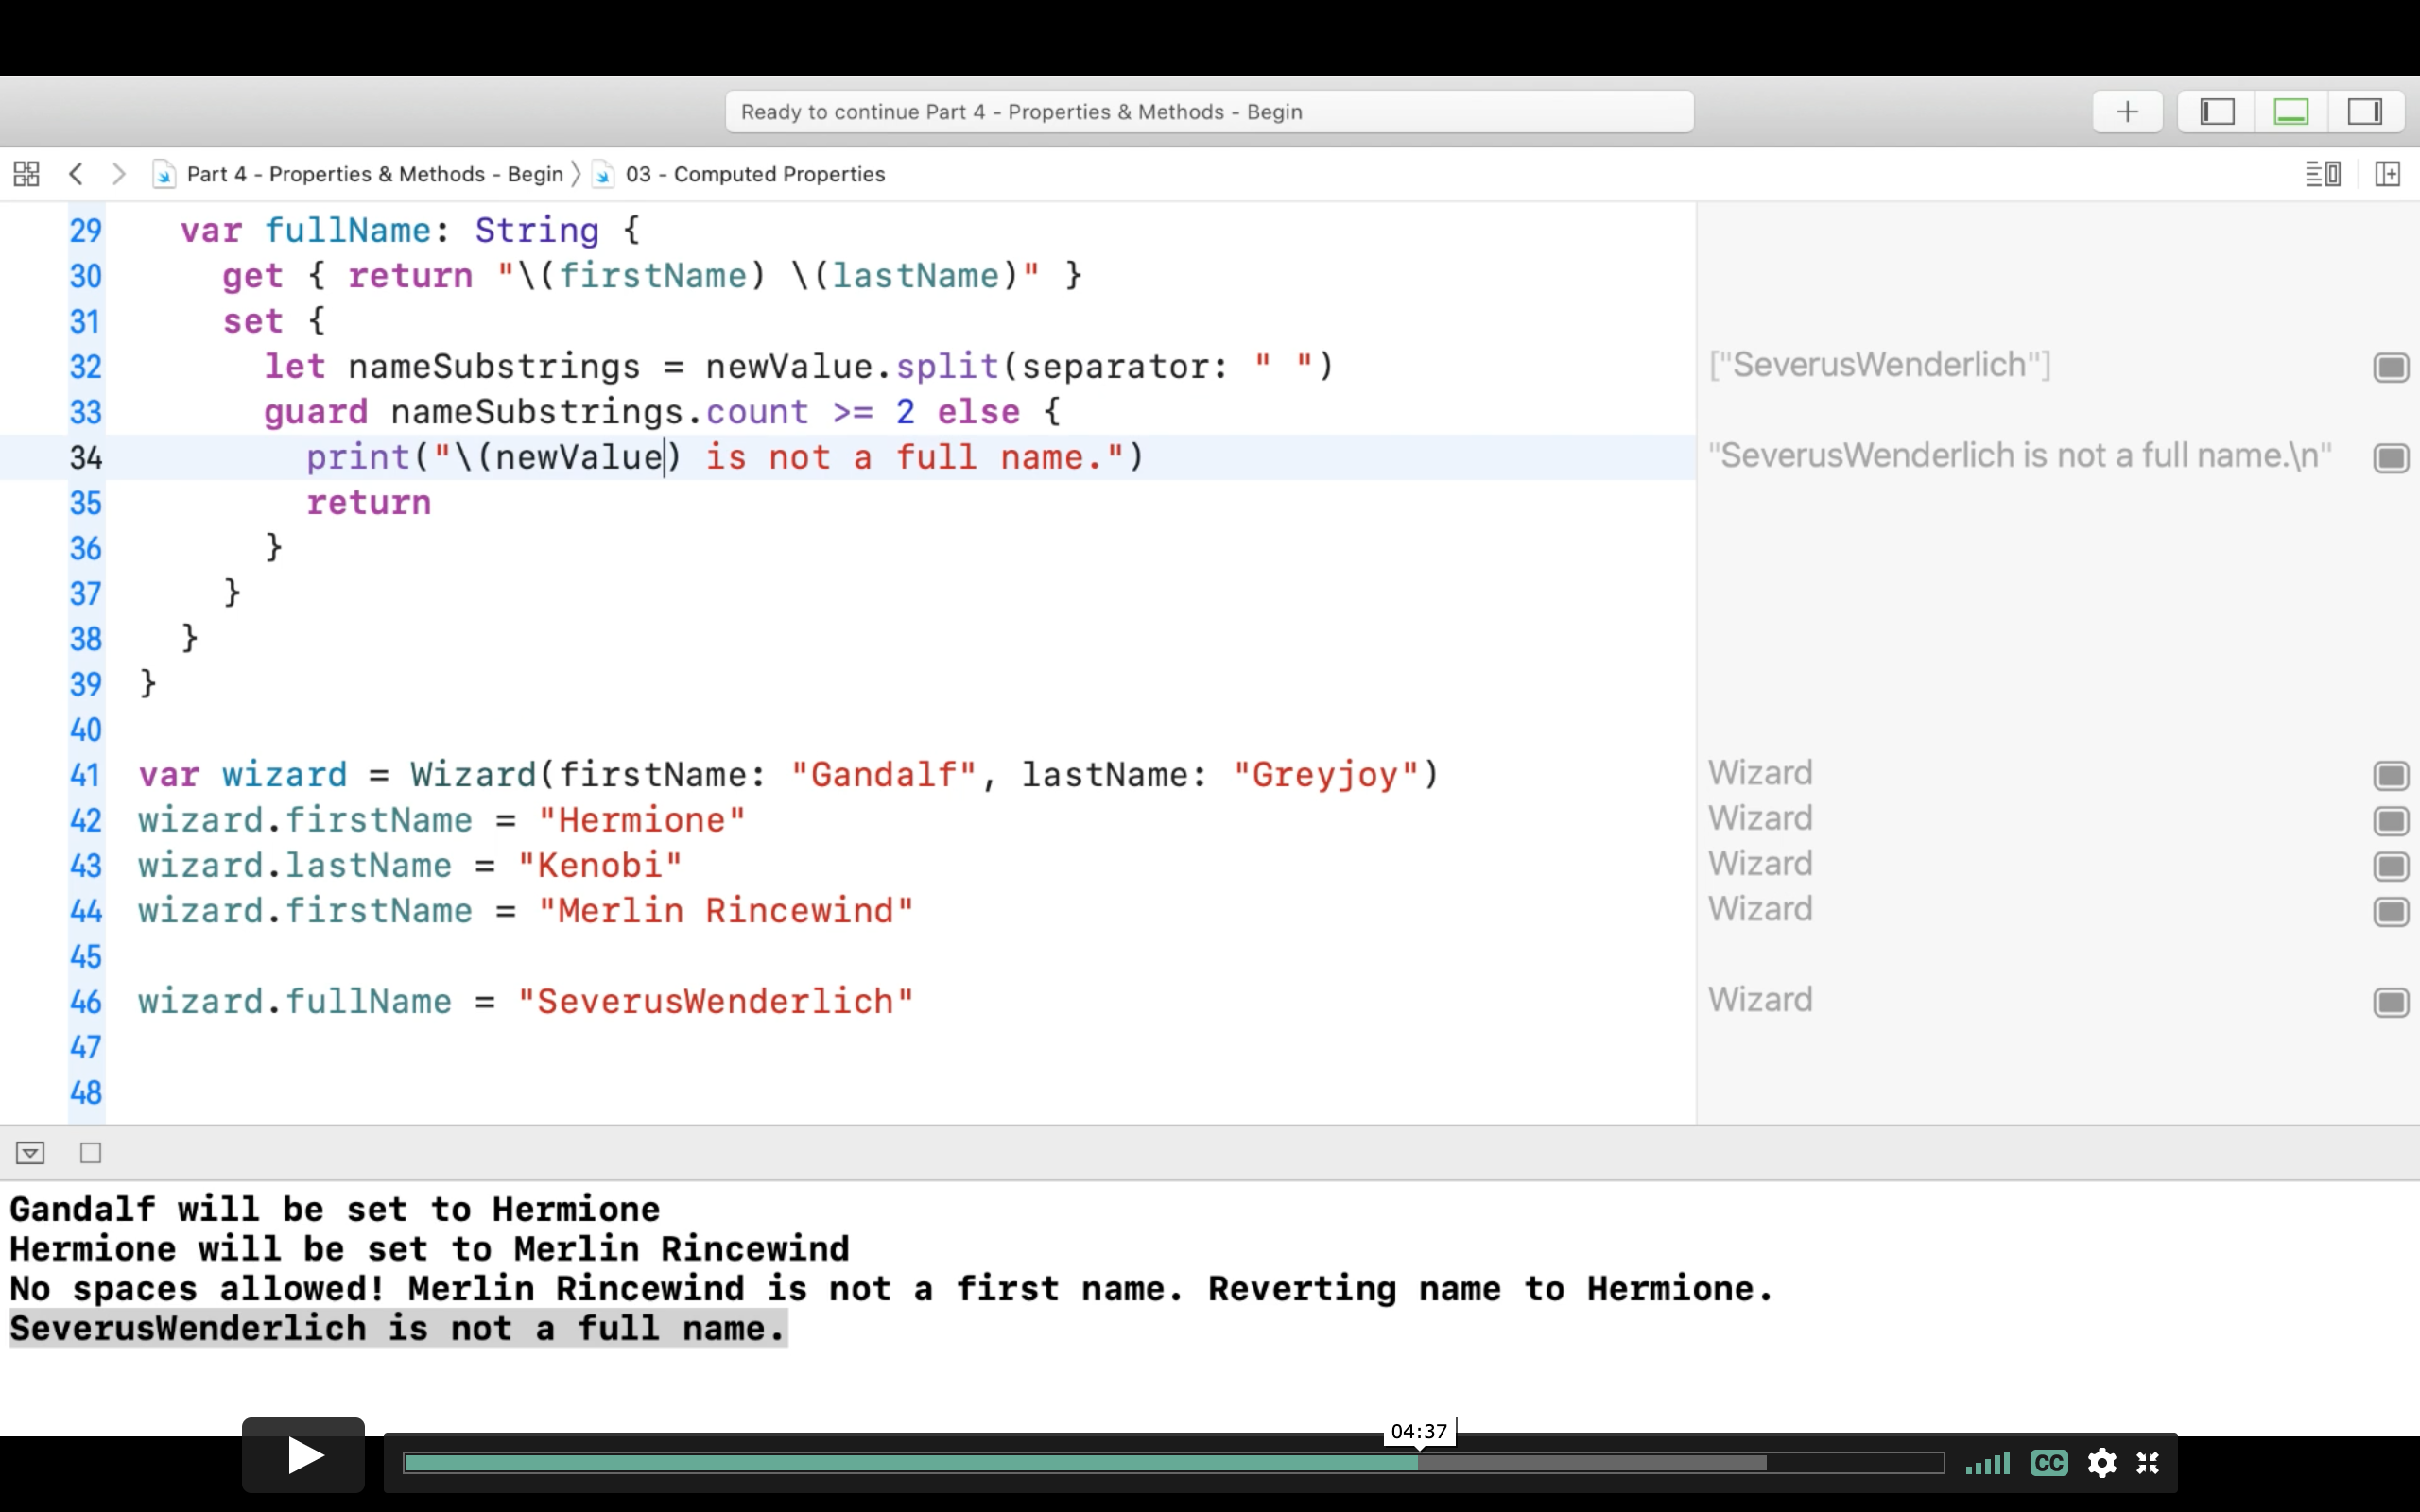 Ready to continue Part 4 - Properties & Methods - Begin
Part 4 - Properties & Methods - Begin 〉 03 - Computed Properties
29 var fullName: String {
30 get { return "\(firstName) \(lastName)" }
31 set {
32 let nameSubstrings = newValue.split(separator: " ") ["SeverusWenderlich"]
33 guard nameSubstrings.count >= 2 else {
34 print("\(newValue) is not a full name.") "SeverusWenderlich is not a full name.\n"
35 return
36 }
37 }
38 }
39 }
40
41 var wizard = Wizard(firstName: "Gandalf", lastName: "Greyjoy") Wizard
42 wizard.firstName = "Hermione" Wizard
43 wizard.lastName = "Kenobi" Wizard
44 wizard.firstName = "Merlin Rincewind" Wizard
45
46 wizard.fullName = "SeverusWenderlich" Wizard
47
48
Gandalf will be set to Hermione
Hermione will be set to Merlin Rincewind
No spaces allowed! Merlin Rincewind is not a first name. Reverting name to Hermione.
SeverusWenderlich is not a full name.
04:37
CC